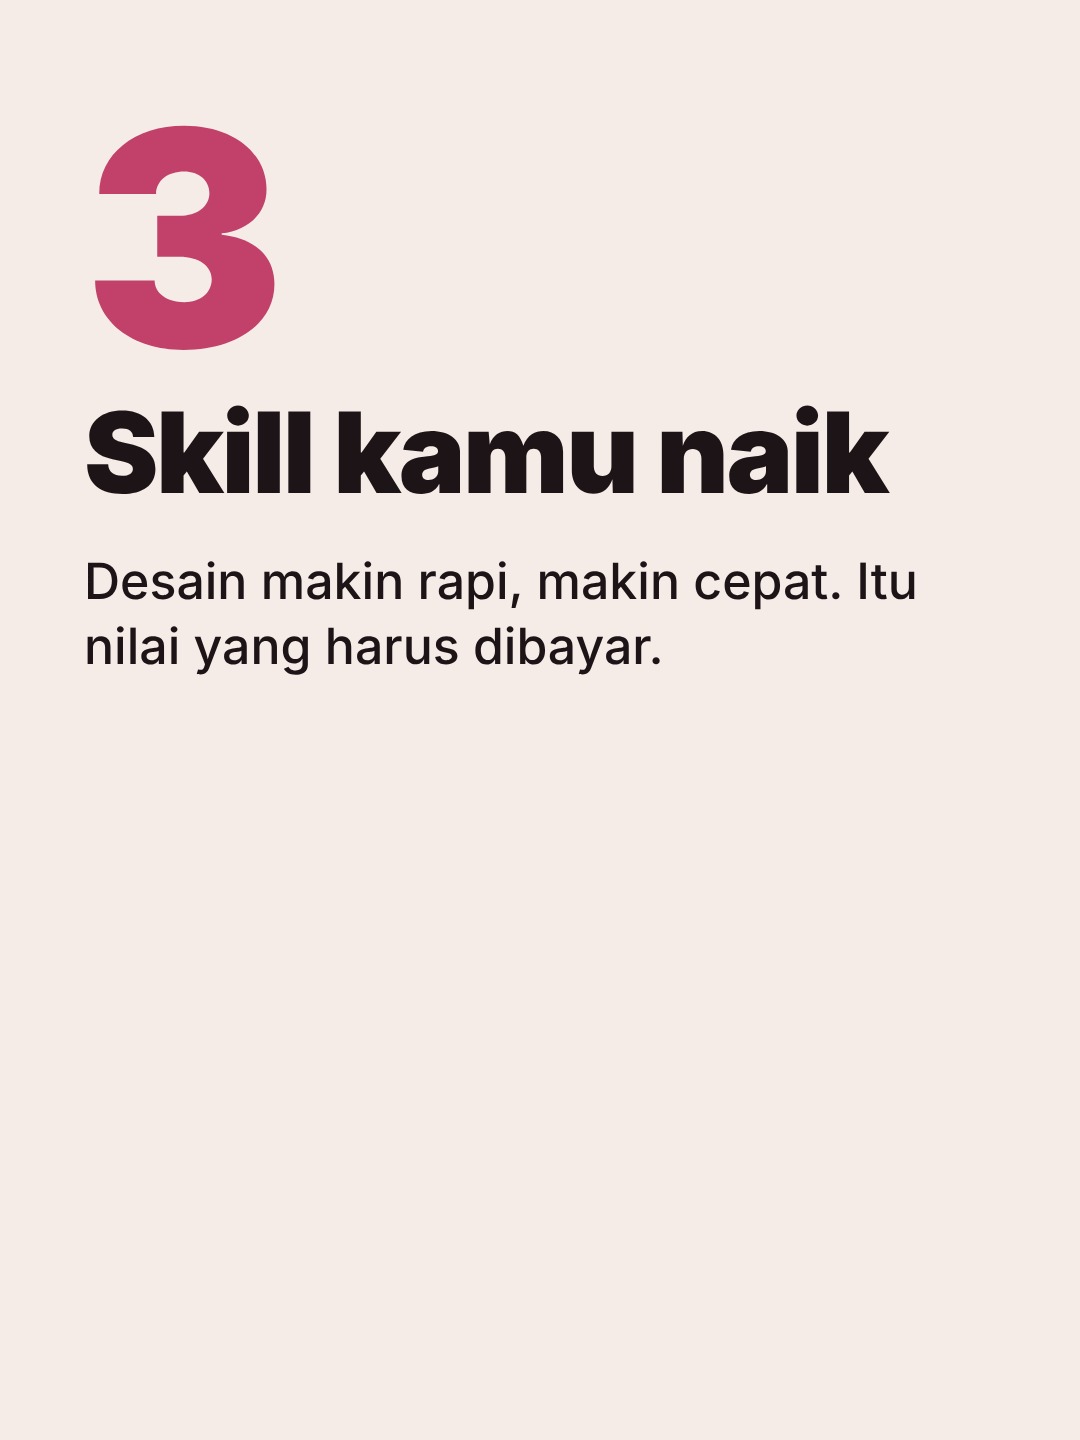 3
Skill kamu naik
Desain makin rapi, makin cepat. Itu
nilai yang harus dibayar.